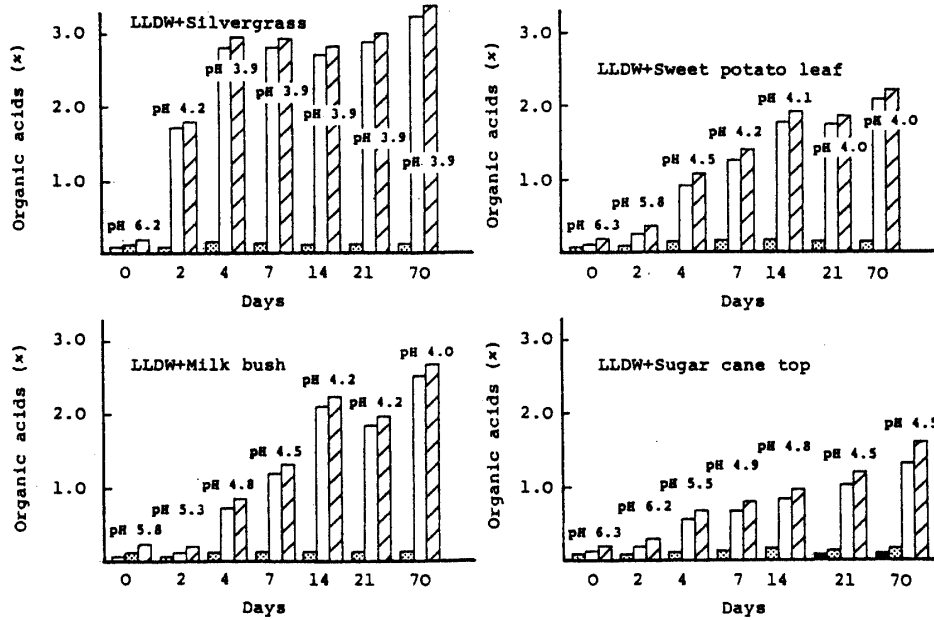 LLDW+Silvergrass
Organic acids (%)
3.0
2.0
1.0
pH 6.2
pH 4.2
pH 3.9
pH 3.9
pH 3.9
pH 3.9
pH 3.9
0 2 4 7 14 21 70
Days
LLDW+Sweet potato leaf
Organic acids (%)
3.0
2.0
1.0
pH 6.3
pH 5.8
pH 4.5
pH 4.2
pH 4.1
pH 4.0
pH 4.0
0 2 4 7 14 21 70
Days
LLDW+Milk bush
Organic acids (%)
3.0
2.0
1.0
pH 5.8
pH 5.3
pH 4.8
pH 4.5
pH 4.2
pH 4.2
pH 4.0
0 2 4 7 14 21 70
Days
LLDW+Sugar cane top
Organic acids (%)
3.0
2.0
1.0
pH 6.3
pH 6.2
pH 5.5
pH 4.9
pH 4.8
pH 4.5
pH 4.5
0 2 4 7 14 21 70
Days